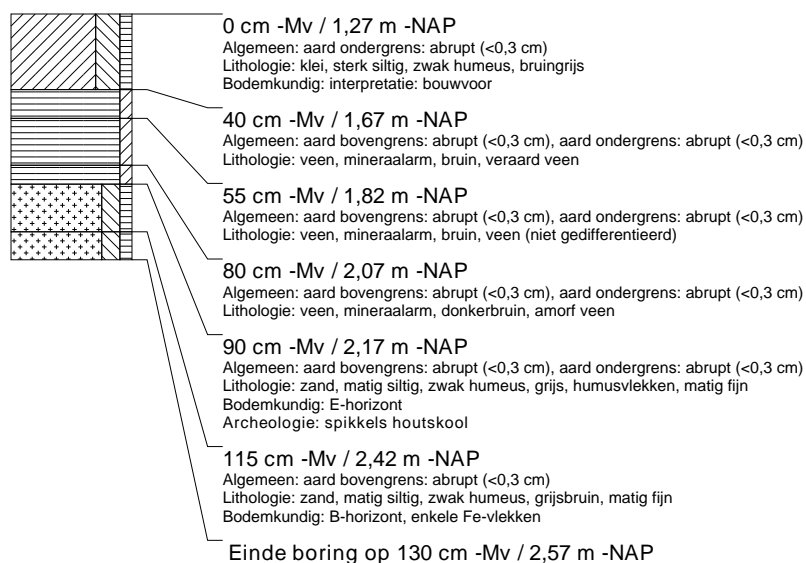 0 cm -Mv / 1,27 m -NAP
Algemeen: aard ondergrens: abrupt (<0,3 cm)
Lithologie: klei, sterk siltig, zwak humeus, bruingrijs
Bodemkundig: interpretatie: bouwvoor
40 cm -Mv / 1,67 m -NAP
Algemeen: aard bovengrens: abrupt (<0,3 cm), aard ondergrens: abrupt (<0,3 cm)
Lithologie: veen, mineraalarm, bruin, veraard veen
55 cm -Mv / 1,82 m -NAP
Algemeen: aard bovengrens: abrupt (<0,3 cm), aard ondergrens: abrupt (<0,3 cm)
Lithologie: veen, mineraalarm, bruin, veen (niet gedifferentieerd)
80 cm -Mv / 2,07 m -NAP
Algemeen: aard bovengrens: abrupt (<0,3 cm), aard ondergrens: abrupt (<0,3 cm)
Lithologie: veen, mineraalarm, donkerbruin, amorf veen
90 cm -Mv / 2,17 m -NAP
Algemeen: aard bovengrens: abrupt (<0,3 cm), aard ondergrens: abrupt (<0,3 cm)
Lithologie: zand, matig siltig, zwak humeus, grijs, humusvlekken, matig fijn
Bodemkundig: E-horizont
Archeologie: spikkels houtskool
115 cm -Mv / 2,42 m -NAP
Algemeen: aard bovengrens: abrupt (<0,3 cm)
Lithologie: zand, matig siltig, zwak humeus, grijsbruin, matig fijn
Bodemkundig: B-horizont, enkele Fe-vlekken
Einde boring op 130 cm -Mv / 2,57 m -NAP